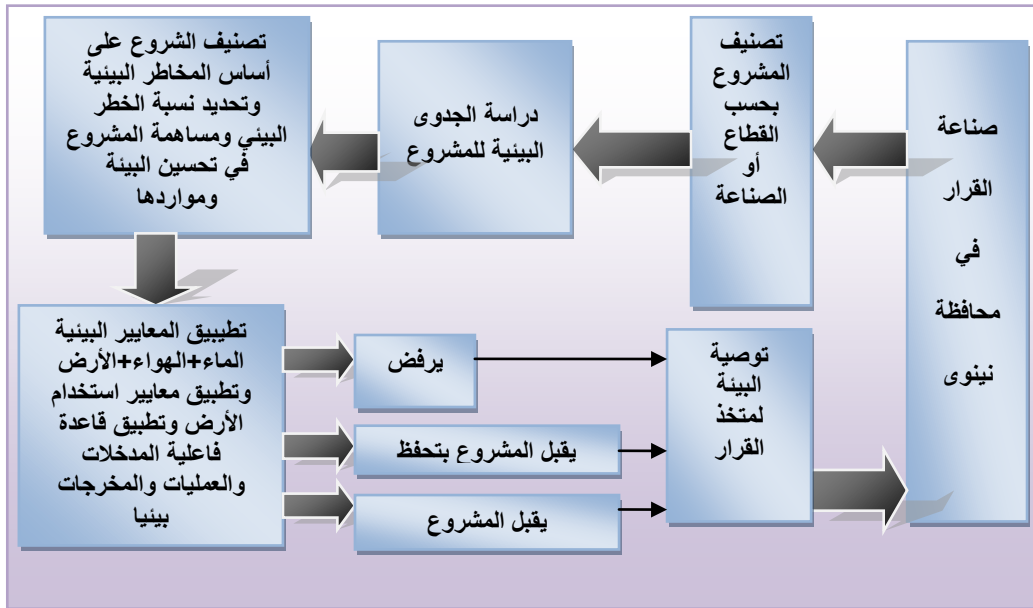 صناعة
القرار
في
محافظة
نينوى
تصنيف
المشروع
بحسب
القطاع
أو
الصناعة
دراسة الجدوى
البيئية للمشروع
تصنيف الشروع على
أساس المخاطر البيئية
وتحديد نسبة الخطر
البيئي ومساهمة المشروع
في تحسين البيئة
ومواردها
تطبييق المعايير البيئية
الماء+الهواء+الأرض
وتطبيق معايير استخدام
الأرض وتطبيق قاعدة
فاعلية المدخلات
والعمليات والمخرجات
بيئيا
يرفض
يقبل المشروع بتحفظ
يقبل المشروع
توصية
البيئة
لمتخذ
القرار